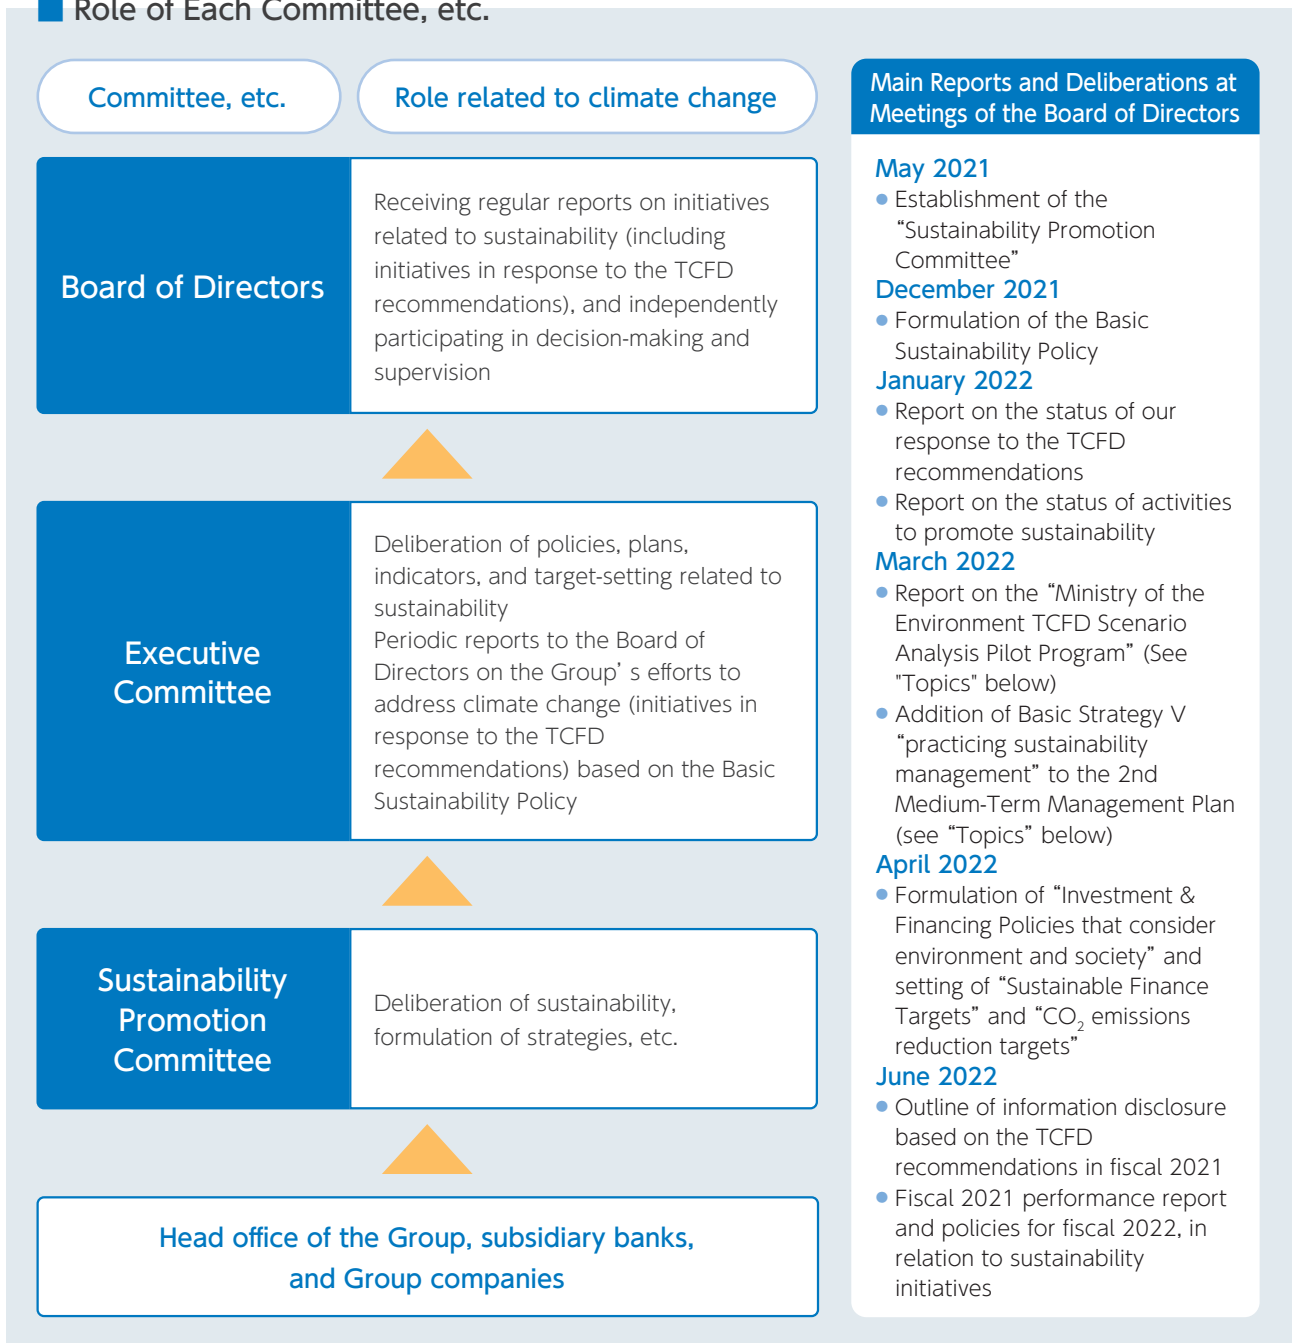 Role of Each Committee, etc.
Committee, etc.
Role related to climate change
Board of Directors
Receiving regular reports on initiatives
related to sustainability (including
initiatives in response to the TCFD
recommendations), and independently
participating in decision-making and
supervision
Executive
Committee
Deliberation of policies, plans,
indicators, and target-setting related to
sustainability
Periodic reports to the Board of
Directors on the Group’ s efforts to
address climate change (initiatives in
response to the TCFD
recommendations) based on the Basic
Sustainability Policy
Sustainability
Promotion
Committee
Deliberation of sustainability,
formulation of strategies, etc.
Head office of the Group, subsidiary banks,
and Group companies
Main Reports and Deliberations at
Meetings of the Board of Directors
May 2021
● Establishment of the
“Sustainability Promotion
Committee”
December 2021
● Formulation of the Basic
Sustainability Policy
January 2022
● Report on the status of our
response to the TCFD
recommendations
● Report on the status of activities
to promote sustainability
March 2022
● Report on the “Ministry of the
Environment TCFD Scenario
Analysis Pilot Program” (See
"Topics" below)
● Addition of Basic Strategy V
“practicing sustainability
management” to the 2nd
Medium-Term Management Plan
(see “Topics” below)
April 2022
● Formulation of “Investment &
Financing Policies that consider
environment and society” and
setting of “Sustainable Finance
Targets” and “CO₂ emissions
reduction targets”
June 2022
● Outline of information disclosure
based on the TCFD
recommendations in fiscal 2021
● Fiscal 2021 performance report
and policies for fiscal 2022, in
relation to sustainability
initiatives